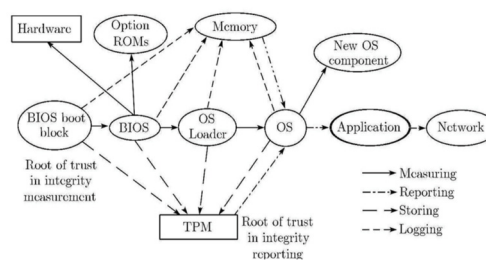 Hardware
Option
ROMs
Memory
New OS
component
BIOS boot
block
BIOS
OS
Loader
OS
Application
Network
Root of trust
in integrity
measurement
TPM
Root of trust
in integrity
reporting
Measuring
Reporting
Storing
Logging